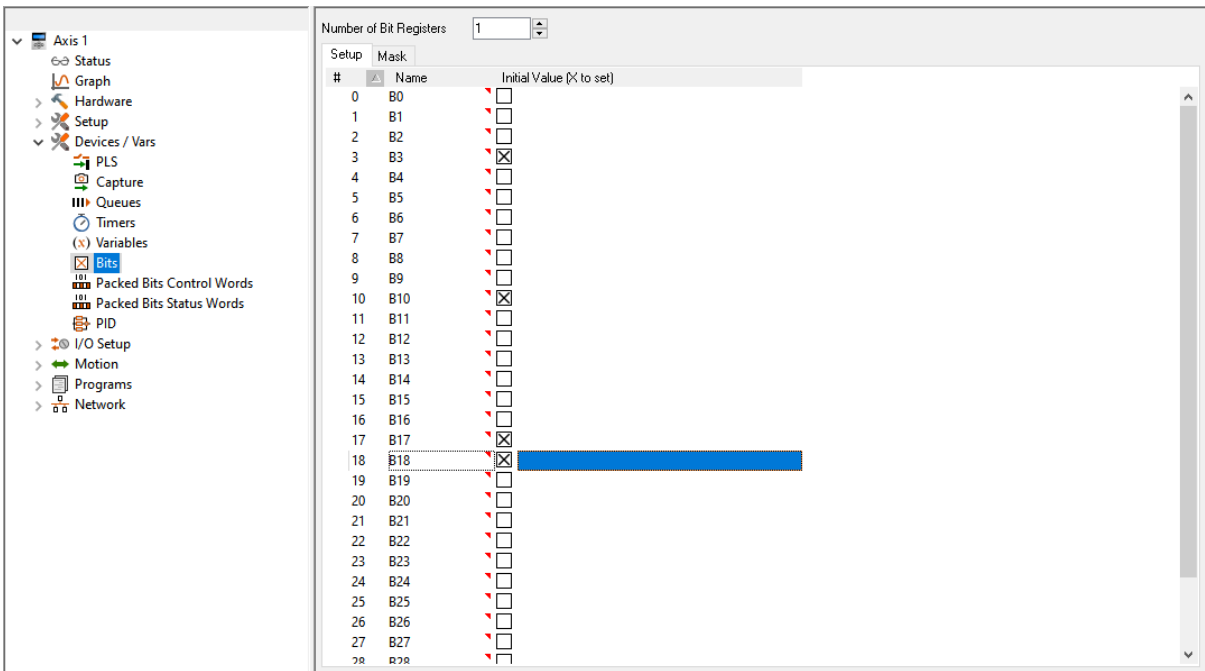 Axis 1
Status
Graph
Hardware
Setup
Devices / Vars
PLS
Capture
Queues
Timers
(x) Variables
Bits
Packed Bits Control Words
Packed Bits Status Words
PID
I/O Setup
Motion
Programs
Network
Number of Bit Registers 1
Setup Mask
# Name Initial Value (X to set)
0 B0
1 B1
2 B2
3 B3
4 B4
5 B5
6 B6
7 B7
8 B8
9 B9
10 B10
11 B11
12 B12
13 B13
14 B14
15 B15
16 B16
17 B17
18 B18
19 B19
20 B20
21 B21
22 B22
23 B23
24 B24
25 B25
26 B26
27 B27
28 B28